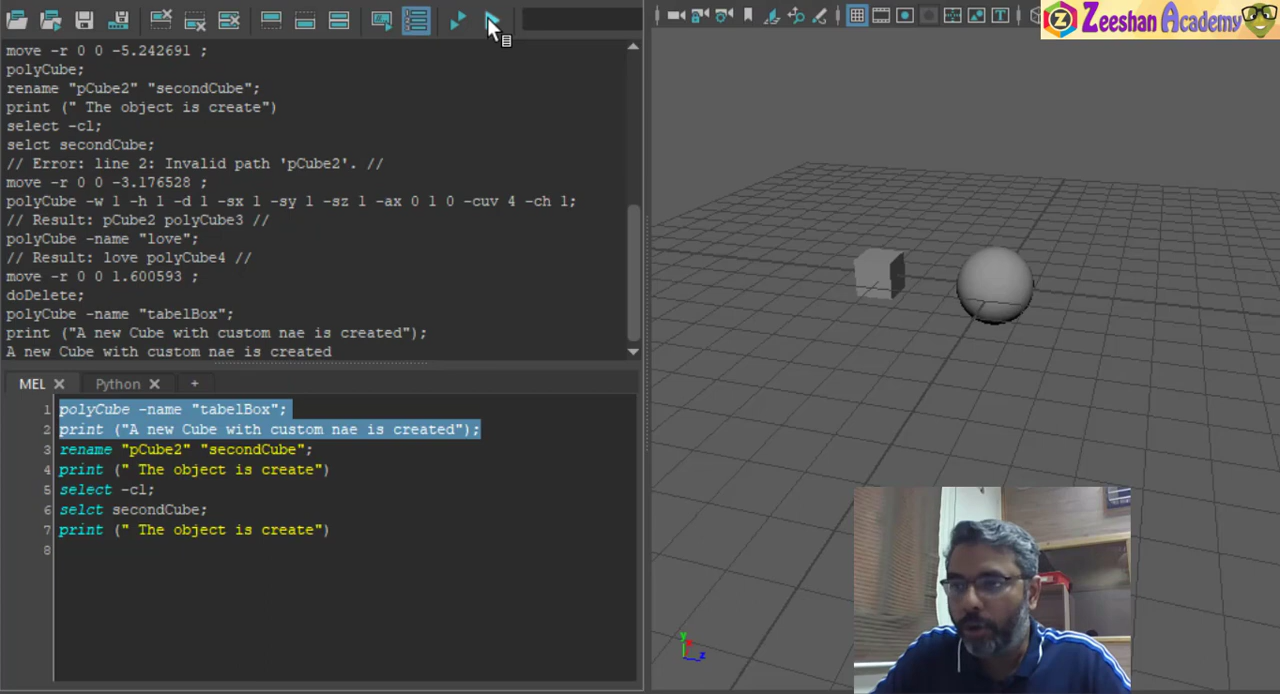 Zeeshan Academy
move -r 0 0 -5.242691 ;
polyCube;
rename "pCube2" "secondCube";
print (" The object is create")
select -cl;
selct secondCube;
// Error: line 2: Invalid path 'pCube2'. //
move -r 0 0 -3.176528 ;
polyCube -w 1 -h 1 -d 1 -sx 1 -sy 1 -sz 1 -ax 0 1 0 -cuv 4 -ch 1;
// Result: pCube2 polyCube3 //
polyCube -name "love";
// Result: love polyCube4 //
move -r 0 0 1.600593 ;
doDelete;
polyCube -name "tabelBox";
print ("A new Cube with custom nae is created");
A new Cube with custom nae is created
MEL Python +
1 polyCube -name "tabelBox";
2 print ("A new Cube with custom nae is created");
3 rename "pCube2" "secondCube";
4 print (" The object is create")
5 select -cl;
6 selct secondCube;
7 print (" The object is create")
8
y
z